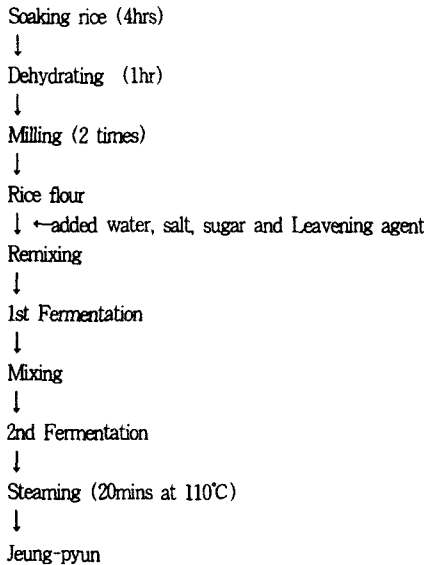 Soaking rice (4hrs)
↓
Dehydrating (1hr)
↓
Milling (2 times)
↓
Rice flour
↓ ←added water, salt, sugar and Leavening agent
Remixing
↓
1st Fermentation
↓
Mixing
↓
2nd Fermentation
↓
Steaming (20mins at 110℃)
↓
Jeung-pyun